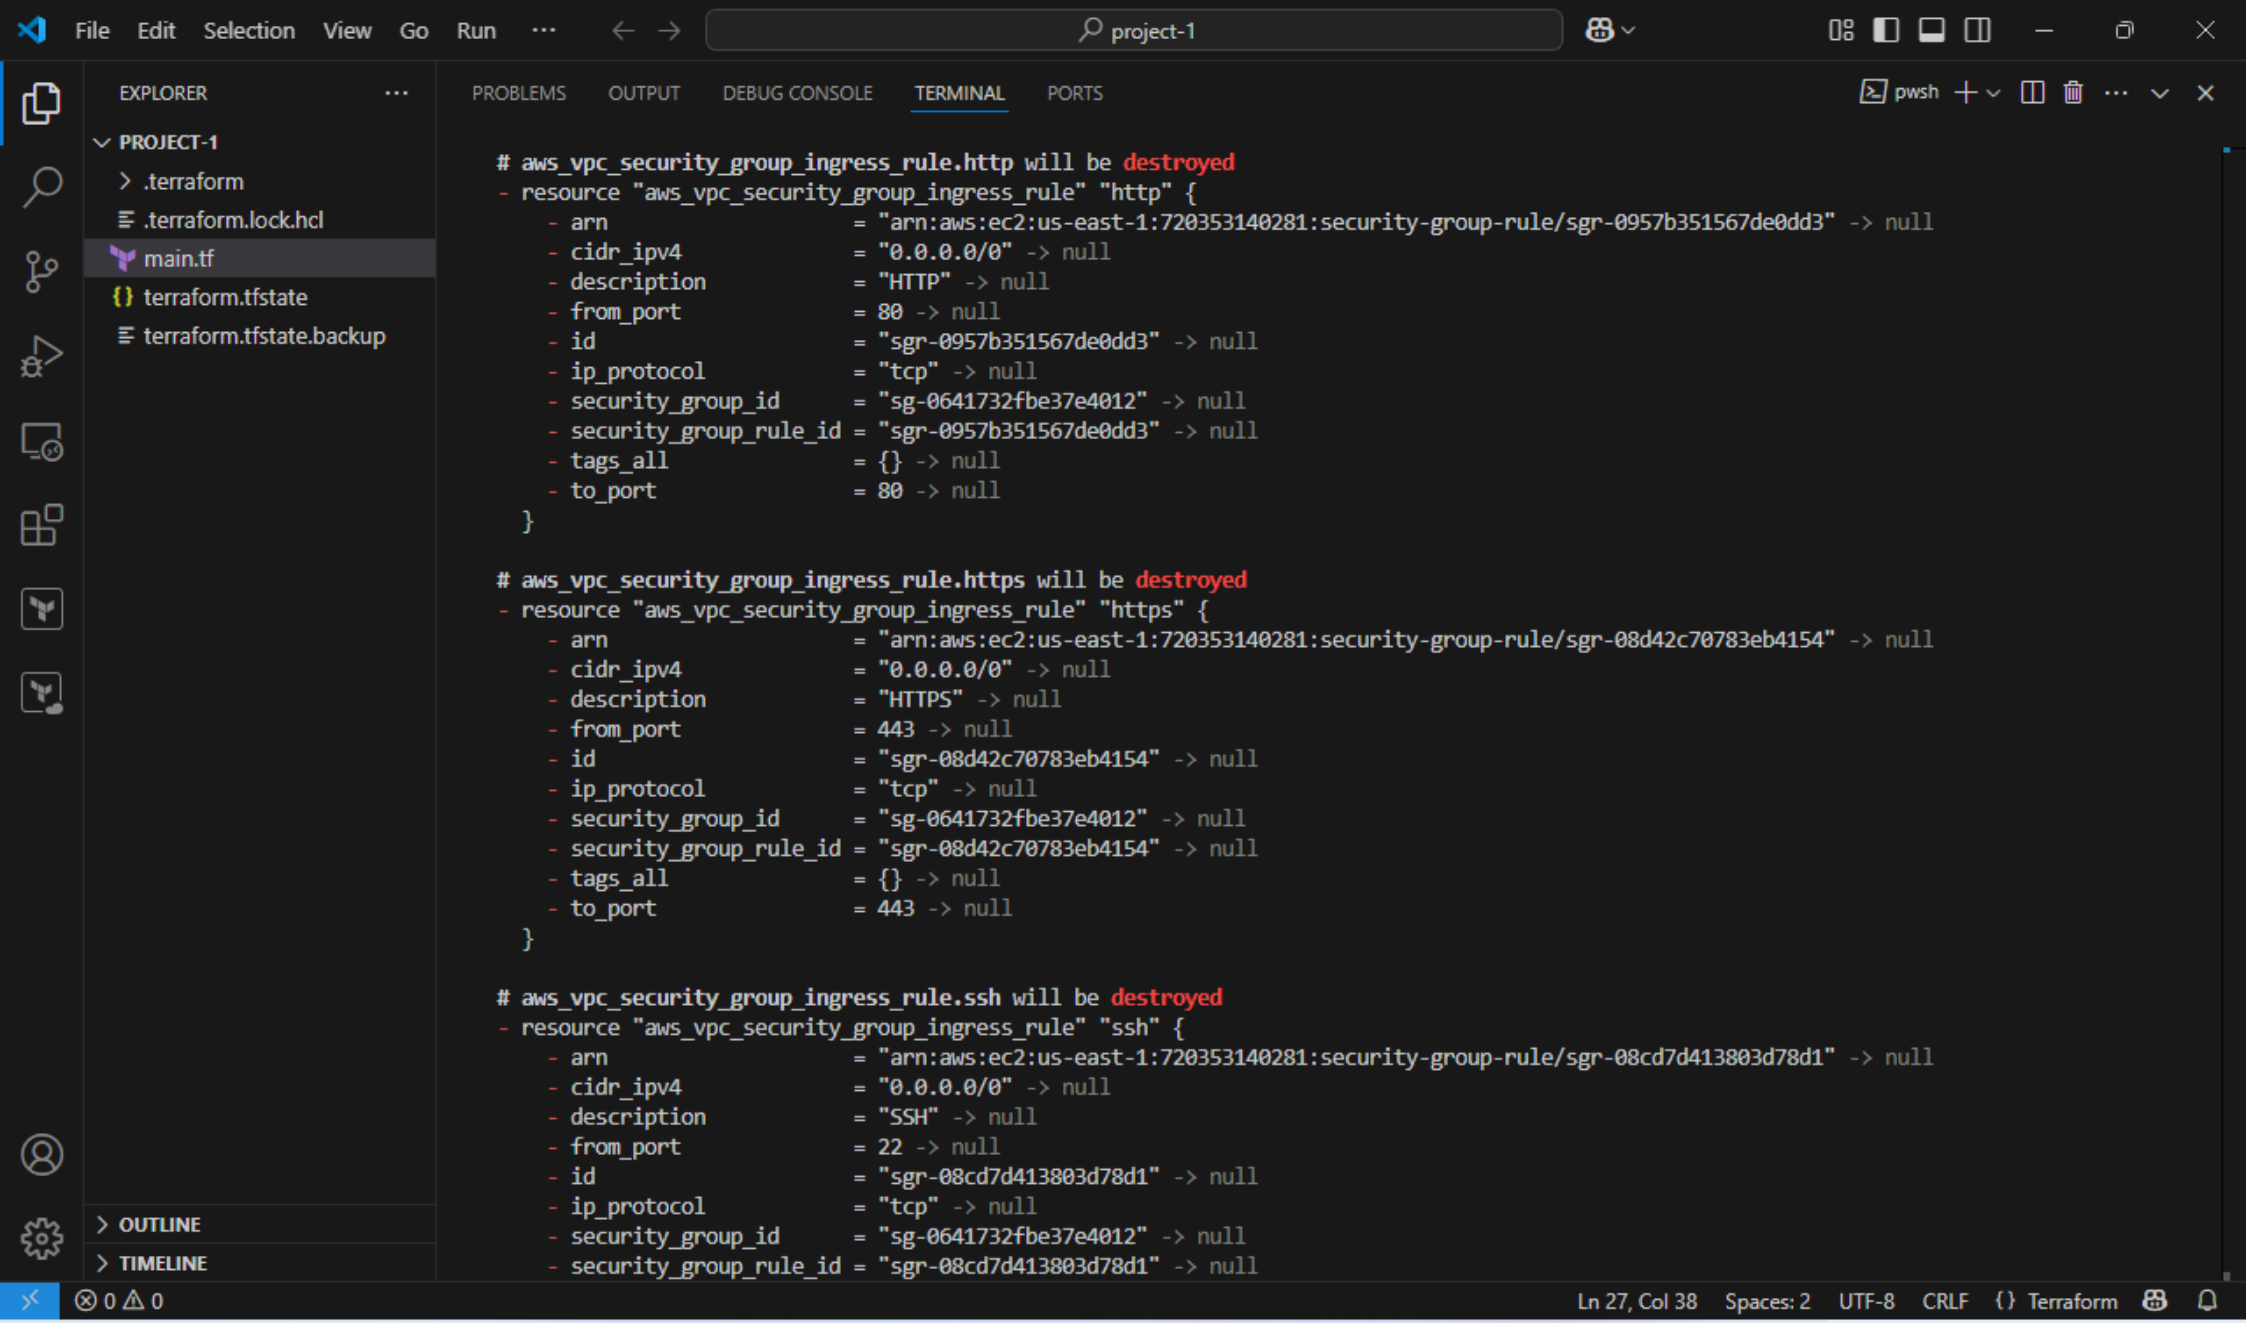 File Edit Selection View Go Run ··· project-1
EXPLORER ···
PROJECT-1
.terraform
.terraform.lock.hcl
main.tf
{} terraform.tfstate
terraform.tfstate.backup
OUTLINE
TIMELINE
PROBLEMS OUTPUT DEBUG CONSOLE TERMINAL PORTS pwsh
# aws_vpc_security_group_ingress_rule.http will be destroyed
- resource "aws_vpc_security_group_ingress_rule" "http" {
- arn = "arn:aws:ec2:us-east-1:720353140281:security-group-rule/sgr-0957b351567de0dd3" -> null
- cidr_ipv4 = "0.0.0.0/0" -> null
- description = "HTTP" -> null
- from_port = 80 -> null
- id = "sgr-0957b351567de0dd3" -> null
- ip_protocol = "tcp" -> null
- security_group_id = "sg-0641732fbe37e4012" -> null
- security_group_rule_id = "sgr-0957b351567de0dd3" -> null
- tags_all = {} -> null
- to_port = 80 -> null
}
# aws_vpc_security_group_ingress_rule.https will be destroyed
- resource "aws_vpc_security_group_ingress_rule" "https" {
- arn = "arn:aws:ec2:us-east-1:720353140281:security-group-rule/sgr-08d42c70783eb4154" -> null
- cidr_ipv4 = "0.0.0.0/0" -> null
- description = "HTTPS" -> null
- from_port = 443 -> null
- id = "sgr-08d42c70783eb4154" -> null
- ip_protocol = "tcp" -> null
- security_group_id = "sg-0641732fbe37e4012" -> null
- security_group_rule_id = "sgr-08d42c70783eb4154" -> null
- tags_all = {} -> null
- to_port = 443 -> null
}
# aws_vpc_security_group_ingress_rule.ssh will be destroyed
- resource "aws_vpc_security_group_ingress_rule" "ssh" {
- arn = "arn:aws:ec2:us-east-1:720353140281:security-group-rule/sgr-08cd7d413803d78d1" -> null
- cidr_ipv4 = "0.0.0.0/0" -> null
- description = "SSH" -> null
- from_port = 22 -> null
- id = "sgr-08cd7d413803d78d1" -> null
- ip_protocol = "tcp" -> null
- security_group_id = "sg-0641732fbe37e4012" -> null
- security_group_rule_id = "sgr-08cd7d413803d78d1" -> null
0 0 Ln 27, Col 38 Spaces: 2 UTF-8 CRLF {} Terraform